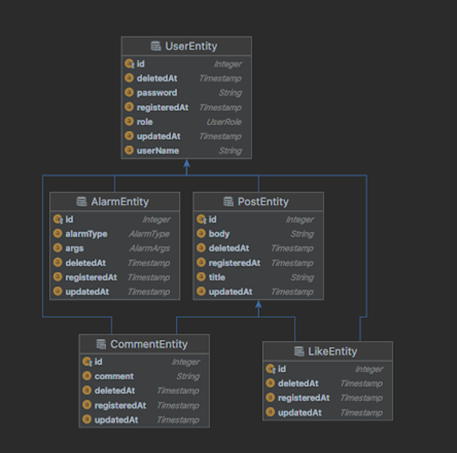 UserEntity
id Integer
deletedAt Timestamp
password String
registeredAt Timestamp
role UserRole
updatedAt Timestamp
userName String
AlarmEntity
id Integer
alarmType AlarmType
args AlarmArgs
deletedAt Timestamp
registeredAt Timestamp
updatedAt Timestamp
PostEntity
id Integer
body String
deletedAt Timestamp
registeredAt Timestamp
title String
updatedAt Timestamp
CommentEntity
id Integer
comment String
deletedAt Timestamp
registeredAt Timestamp
updatedAt Timestamp
LikeEntity
id Integer
deletedAt Timestamp
registeredAt Timestamp
updatedAt Timestamp